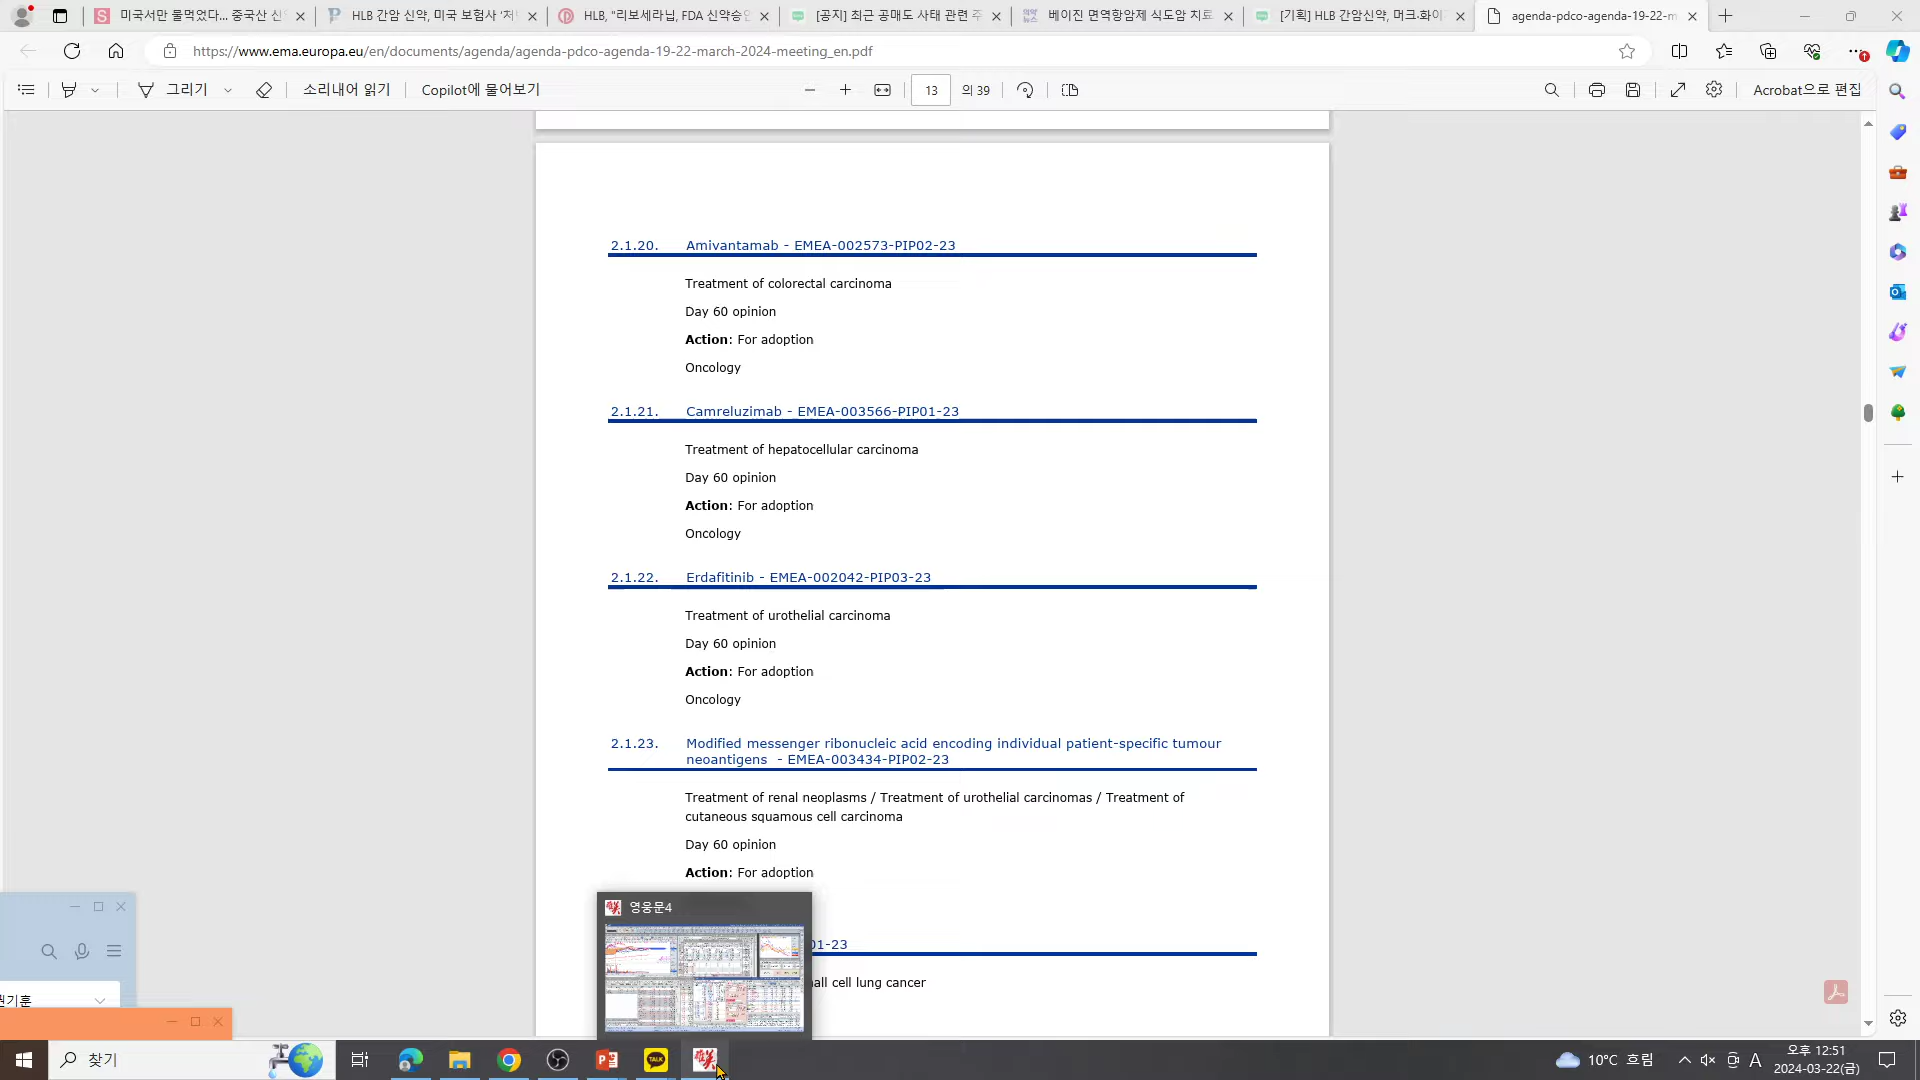 미국서만 물먹었다... 중국산 신
HLB 간암 신약, 미국 보험사 '처
HLB, "리보세라닙, FDA 신약승인
[공지] 최근 공매도 사태 관련 주
베이진 면역항암제 식도암 치료
[기획] HLB 간암신약, 머크·화이
agenda-pdco-agenda-19-22-m
https://www.ema.europa.eu/en/documents/agenda/agenda-pdco-agenda-19-22-march-2024-meeting_en.pdf
그리기
소리내어 읽기
Copilot에 물어보기
13 의 39
Acrobat으로 편집
2.1.20. Amivantamab - EMEA-002573-PIP02-23
Treatment of colorectal carcinoma
Day 60 opinion
Action: For adoption
Oncology
2.1.21. Camreluzimab - EMEA-003566-PIP01-23
Treatment of hepatocellular carcinoma
Day 60 opinion
Action: For adoption
Oncology
2.1.22. Erdafitinib - EMEA-002042-PIP03-23
Treatment of urothelial carcinoma
Day 60 opinion
Action: For adoption
Oncology
2.1.23. Modified messenger ribonucleic acid encoding individual patient-specific tumour
neoantigens - EMEA-003434-PIP02-23
Treatment of renal neoplasms / Treatment of urothelial carcinomas / Treatment of
cutaneous squamous cell carcinoma
Day 60 opinion
Action: For adoption
영웅문4
01-23
all cell lung cancer
찾기
TALK
10°C 흐림
A
오후 12:51
2024-03-22(금)